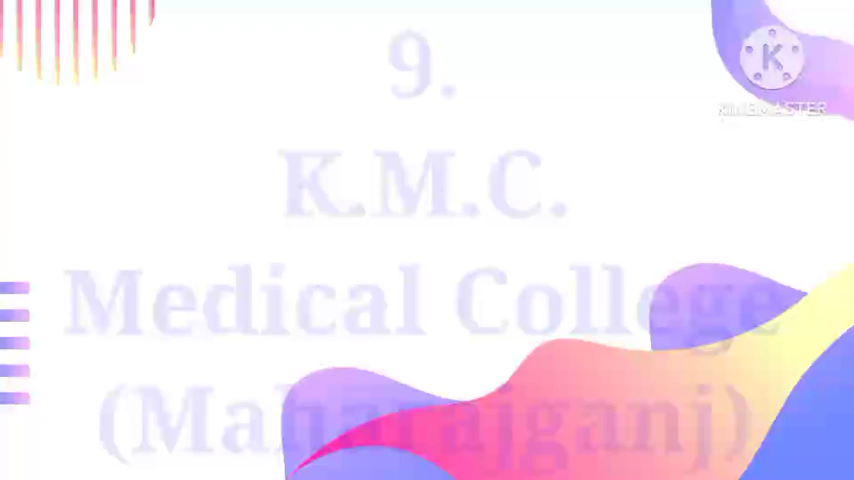 9.
K.M.C.
Medical College
(Maharajganj)
K
KINEMASTER